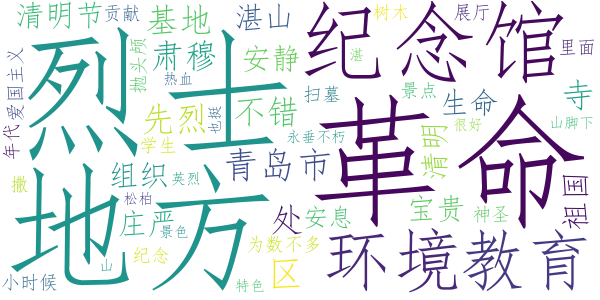 清明节
贡献
基地
湛山
纪念馆
树木
展厅
烈士
肃穆
安静
湛
里面
年代
爱国主义
抛头颅
热血
先烈
不错
扫墓
景点
生命
寺
也挺
永垂不朽
很好
山脚下
学生
革命
青岛市
清明
祖国
地方
撒
组织
英烈
松柏
庄严
景色
处
安息
宝贵
神圣
纪念
为数不多
环境
教育
小时候
山
特色
区